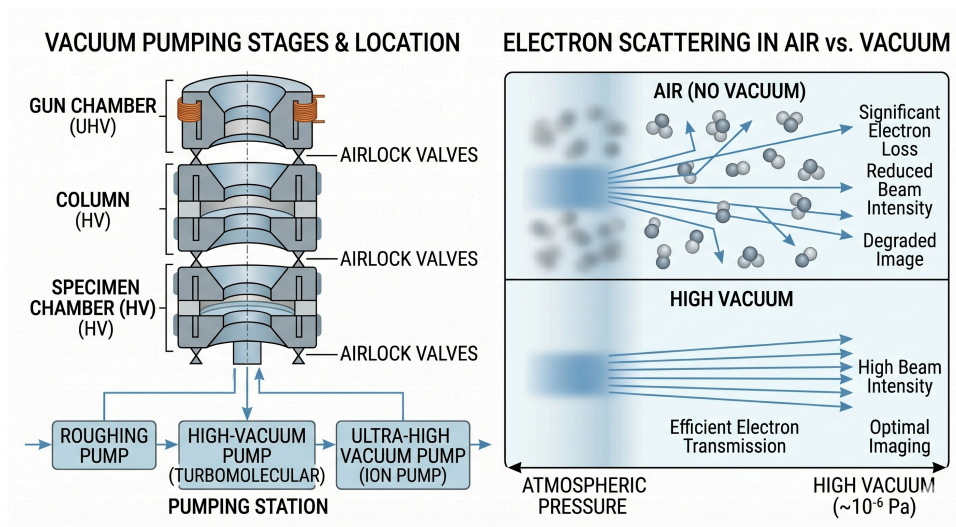 VACUUM PUMPING STAGES & LOCATION
GUN CHAMBER
(UHV)
AIRLOCK VALVES
COLUMN
(HV)
AIRLOCK VALVES
SPECIMEN
CHAMBER (HV)
(HV)
AIRLOCK VALVES
ROUGHING
PUMP
HIGH-VACUUM
PUMP
(TURBOMOLECULAR)
ULTRA-HIGH
VACUUM PUMP
(ION PUMP)
PUMPING STATION
ELECTRON SCATTERING IN AIR vs. VACUUM
AIR (NO VACUUM)
Significant
Electron
Loss
Reduced
Beam
Intensity
Degraded
Image
HIGH VACUUM
High Beam
Intensity
Efficient Electron
Transmission
Optimal
Imaging
ATMOSPHERIC
PRESSURE
HIGH VACUUM
(~10⁻⁶ Pa)